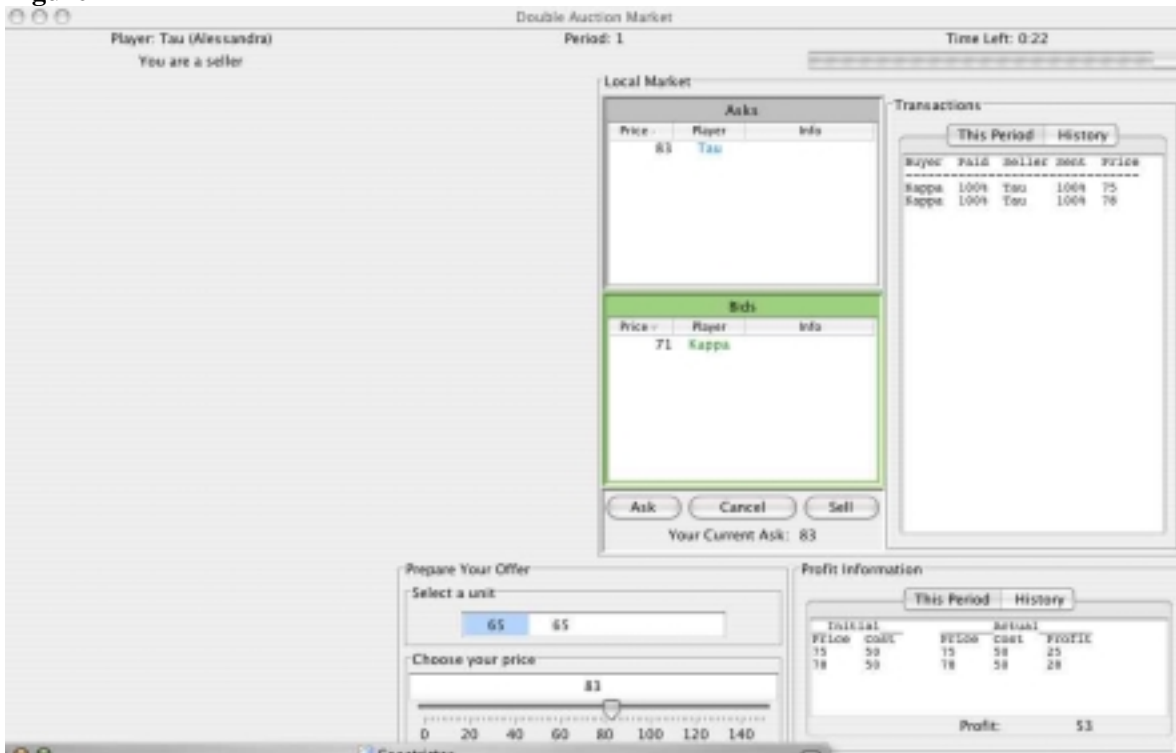 Double Auction Market
Player: Tau (Alessandra)
Period: 1
Time Left: 0:22
You are a seller
Local Market
Asks
Price Player Info
83 Tau
Bids
Price Player Info
71 Kappa
Ask Cancel Sell
Your Current Ask: 83
Transactions
This Period History
Buyer Paid Seller Sent Price
Kappa 100% Tau 100% 75
Kappa 100% Tau 100% 78
Prepare Your Offer
Select a unit
65 65
Choose your price
83
0 20 40 60 80 100 120 140
Profit Information
This Period History
Initial Actual
Price Cost Price Cost Profit
75 50 75 50 25
78 50 78 50 28
Profit: 53